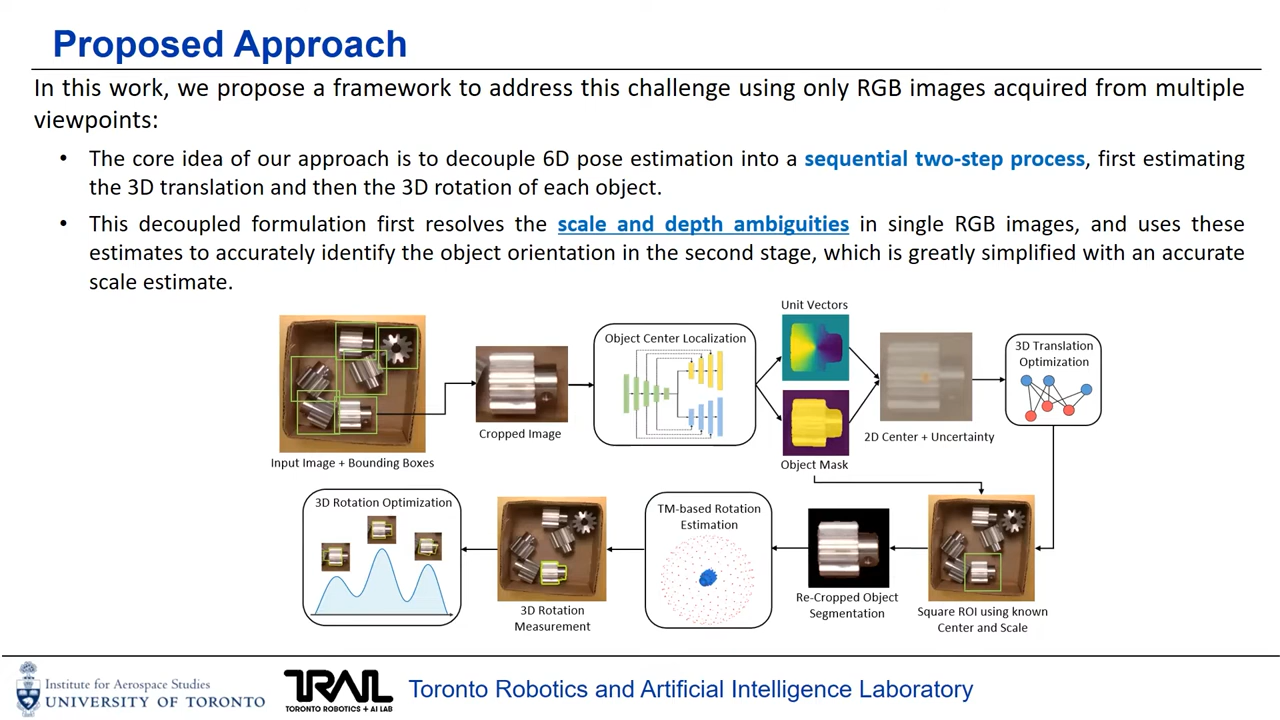 Proposed Approach
In this work, we propose a framework to address this challenge using only RGB images acquired from multiple
viewpoints:
• The core idea of our approach is to decouple 6D pose estimation into a sequential two-step process, first estimating
the 3D translation and then the 3D rotation of each object.
• This decoupled formulation first resolves the scale and depth ambiguities in single RGB images, and uses these
estimates to accurately identify the object orientation in the second stage, which is greatly simplified with an accurate
scale estimate.
Input Image + Bounding Boxes
Cropped Image
Object Center Localization
Unit Vectors
Object Mask
2D Center + Uncertainty
3D Translation
Optimization
3D Rotation Optimization
3D Rotation
Measurement
TM-based Rotation
Estimation
Re-Cropped Object
Segmentation
Square ROI using known
Center and Scale
Institute for Aerospace Studies
UNIVERSITY OF TORONTO
TRAIL
TORONTO ROBOTICS + AI LAB
Toronto Robotics and Artificial Intelligence Laboratory